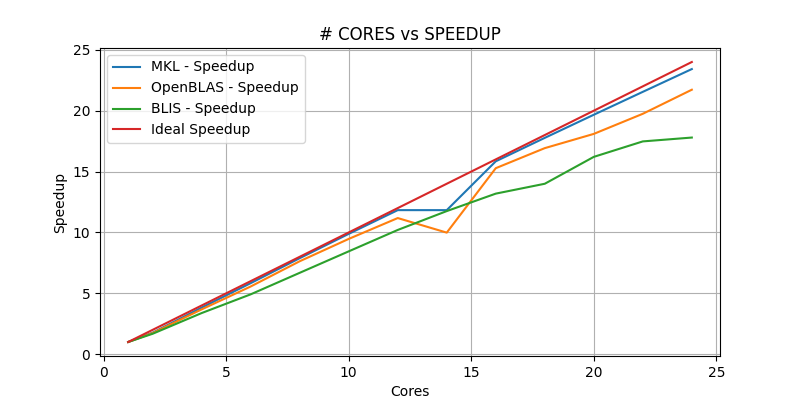 # CORES vs SPEEDUP
25
20
15
10
5
0
Speedup
MKL - Speedup
OpenBLAS - Speedup
BLIS - Speedup
Ideal Speedup
0 5 10 15 20 25
Cores